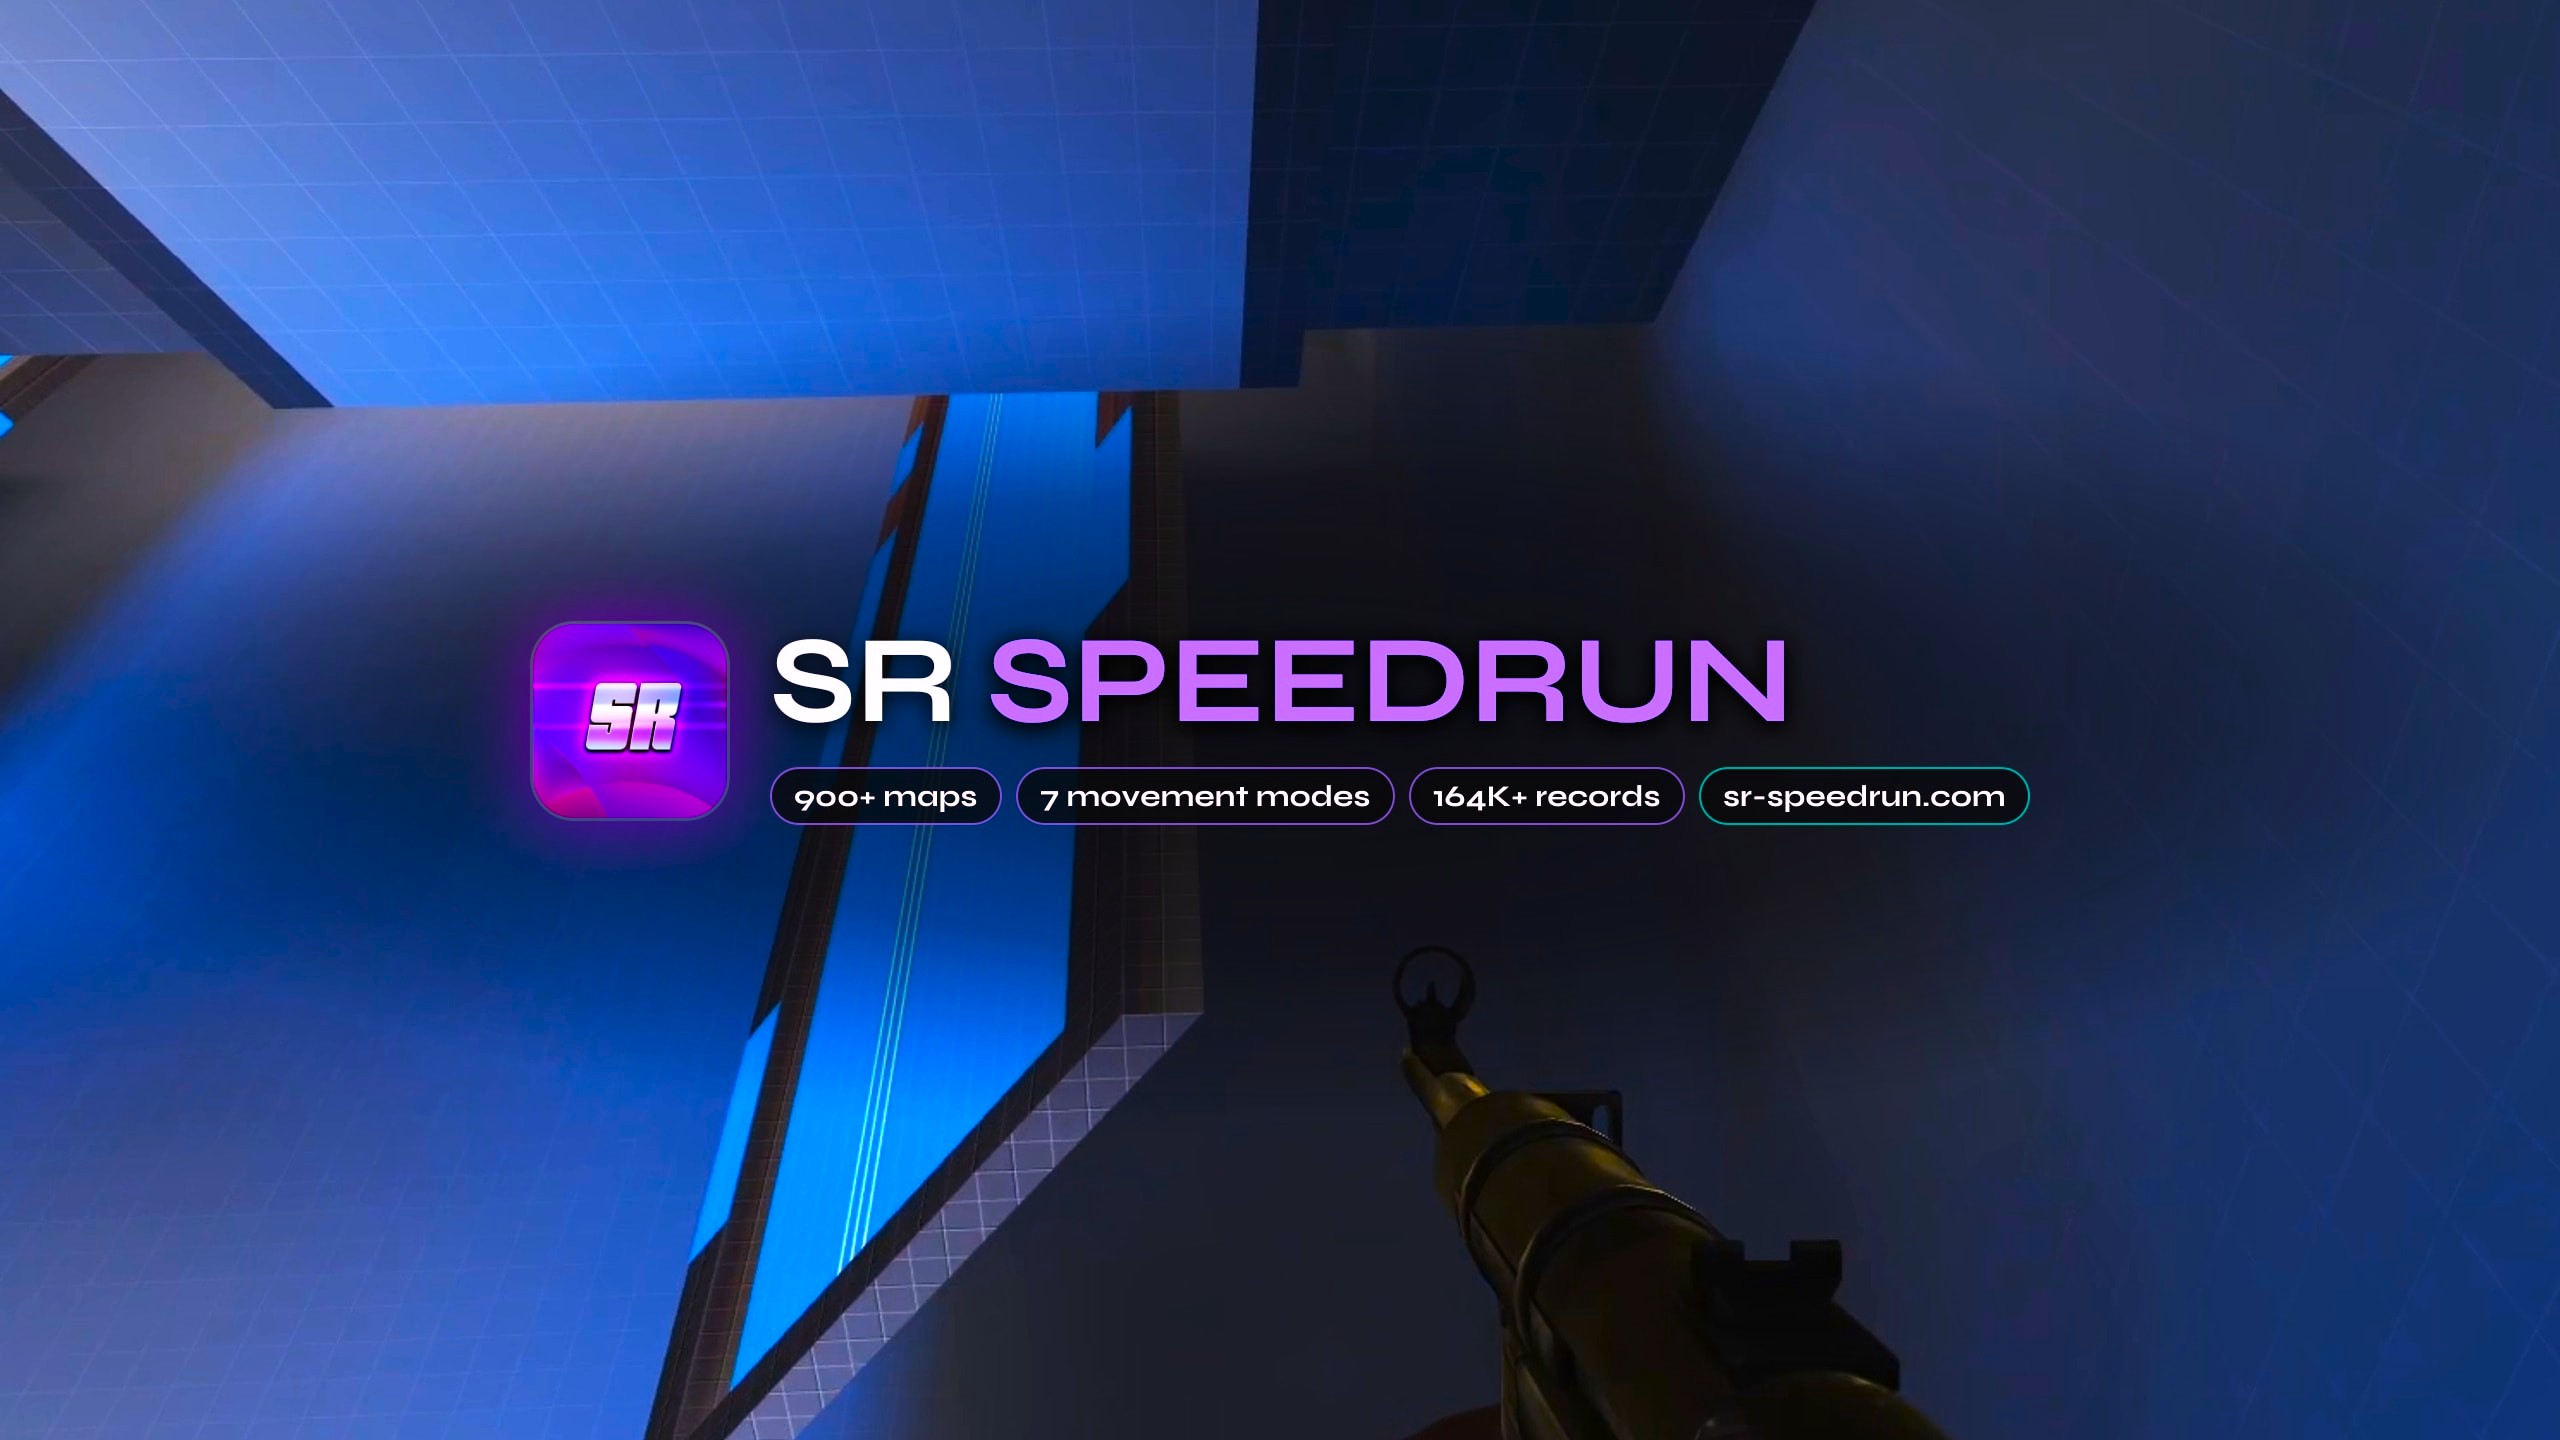 SR
SR SPEEDRUN
900+ maps
7 movement modes
164K+ records
sr-speedrun.com